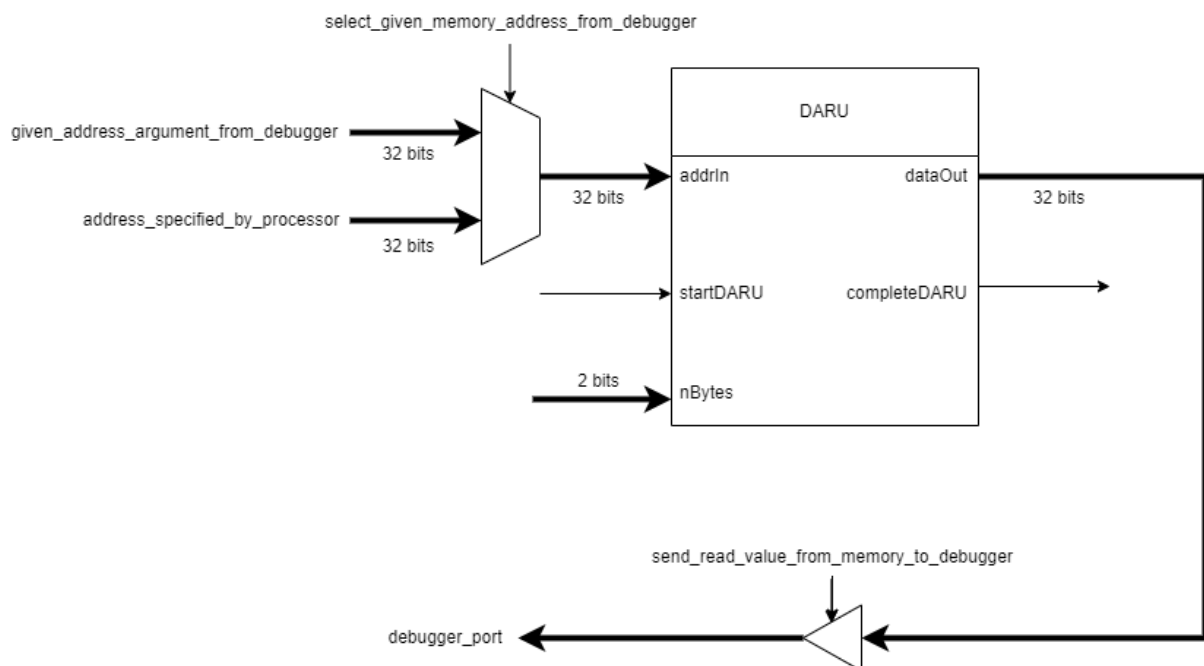 select_given_memory_address_from_debugger
DARU
given_address_argument_from_debugger
32 bits
addrIn
dataOut
32 bits
32 bits
address_specified_by_processor
32 bits
startDARU
completeDARU
2 bits
nBytes
send_read_value_from_memory_to_debugger
debugger_port